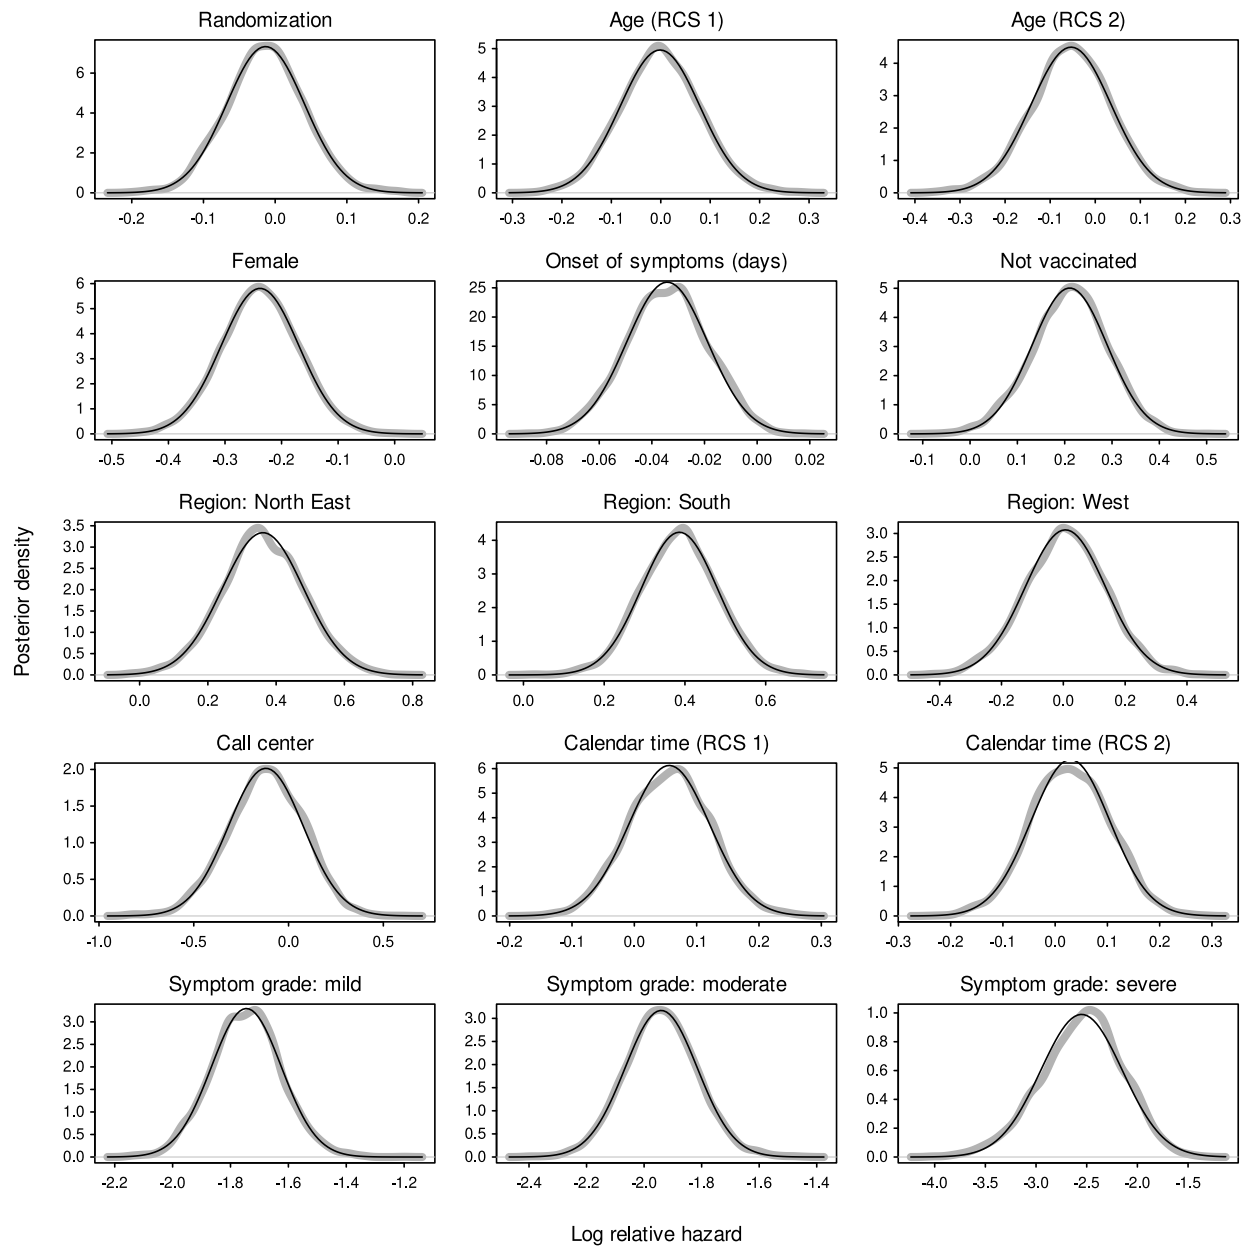 Randomization
Age (RCS 1)
Age (RCS 2)
0
2
4
6
-0.2 -0.1 0.0 0.1 0.2
0
1
2
3
4
5
-0.3 -0.2 -0.1 0.0 0.1 0.2 0.3
0
1
2
3
4
-0.4 -0.3 -0.2 -0.1 0.0 0.1 0.2 0.3
Female
Onset of symptoms (days)
Not vaccinated
0
1
2
3
4
5
6
-0.5 -0.4 -0.3 -0.2 -0.1 0.0
0
5
10
15
20
25
-0.08 -0.06 -0.04 -0.02 0.00 0.02
0
1
2
3
4
5
-0.1 0.0 0.1 0.2 0.3 0.4 0.5
Region: North East
Region: South
Region: West
0.0
0.5
1.0
1.5
2.0
2.5
3.0
3.5
0.0 0.2 0.4 0.6 0.8
0
1
2
3
4
0.0 0.2 0.4 0.6
0.0
0.5
1.0
1.5
2.0
2.5
3.0
-0.4 -0.2 0.0 0.2 0.4
Call center
Calendar time (RCS 1)
Calendar time (RCS 2)
0.0
0.5
1.0
1.5
2.0
-1.0 -0.5 0.0 0.5
0
1
2
3
4
5
6
-0.2 -0.1 0.0 0.1 0.2 0.3
0
1
2
3
4
5
-0.3 -0.2 -0.1 0.0 0.1 0.2 0.3
Symptom grade: mild
Symptom grade: moderate
Symptom grade: severe
0.0
0.5
1.0
1.5
2.0
2.5
3.0
-2.2 -2.0 -1.8 -1.6 -1.4 -1.2
0.0
0.5
1.0
1.5
2.0
2.5
3.0
-2.4 -2.2 -2.0 -1.8 -1.6 -1.4
0.0
0.2
0.4
0.6
0.8
1.0
-4.0 -3.5 -3.0 -2.5 -2.0 -1.5
Posterior density
Log relative hazard